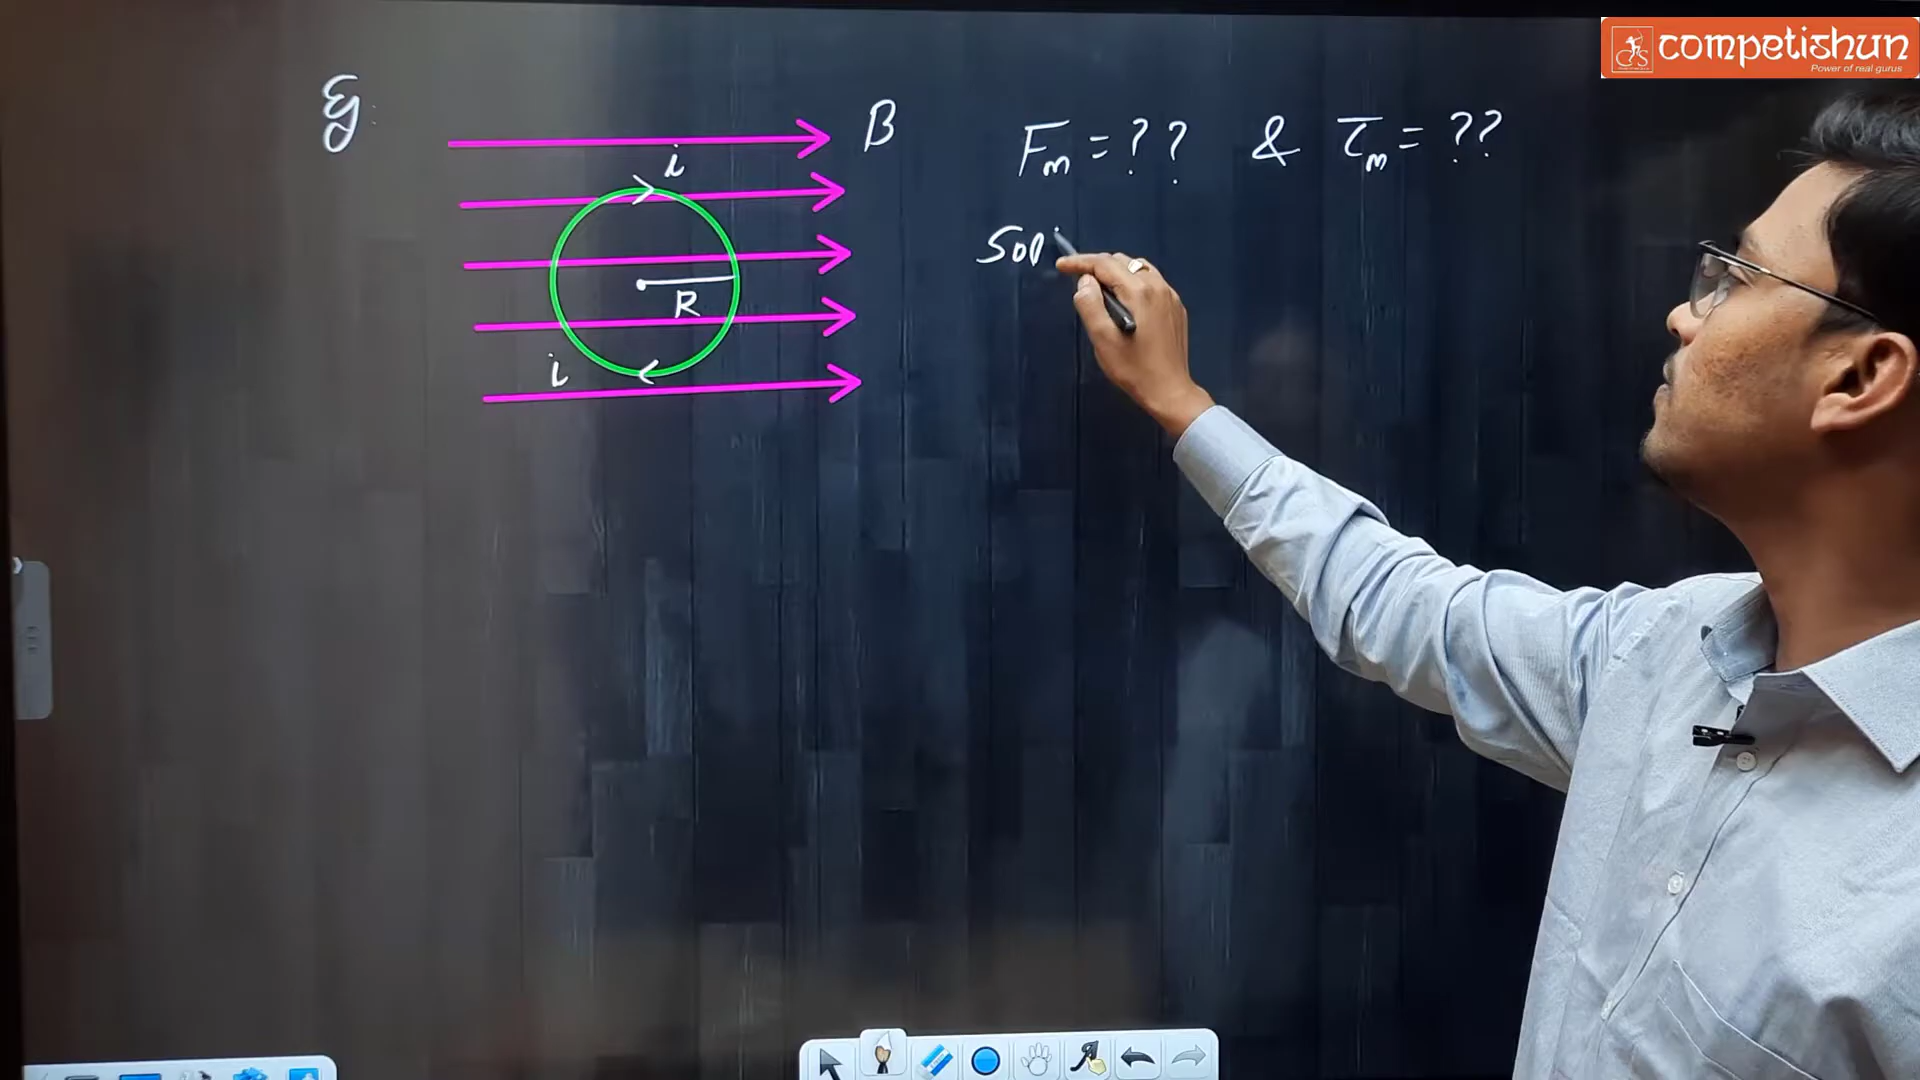 competishun
Power of real gurus
Eg.
B
Fm = ?? & τm = ??
i
Sol
R
i